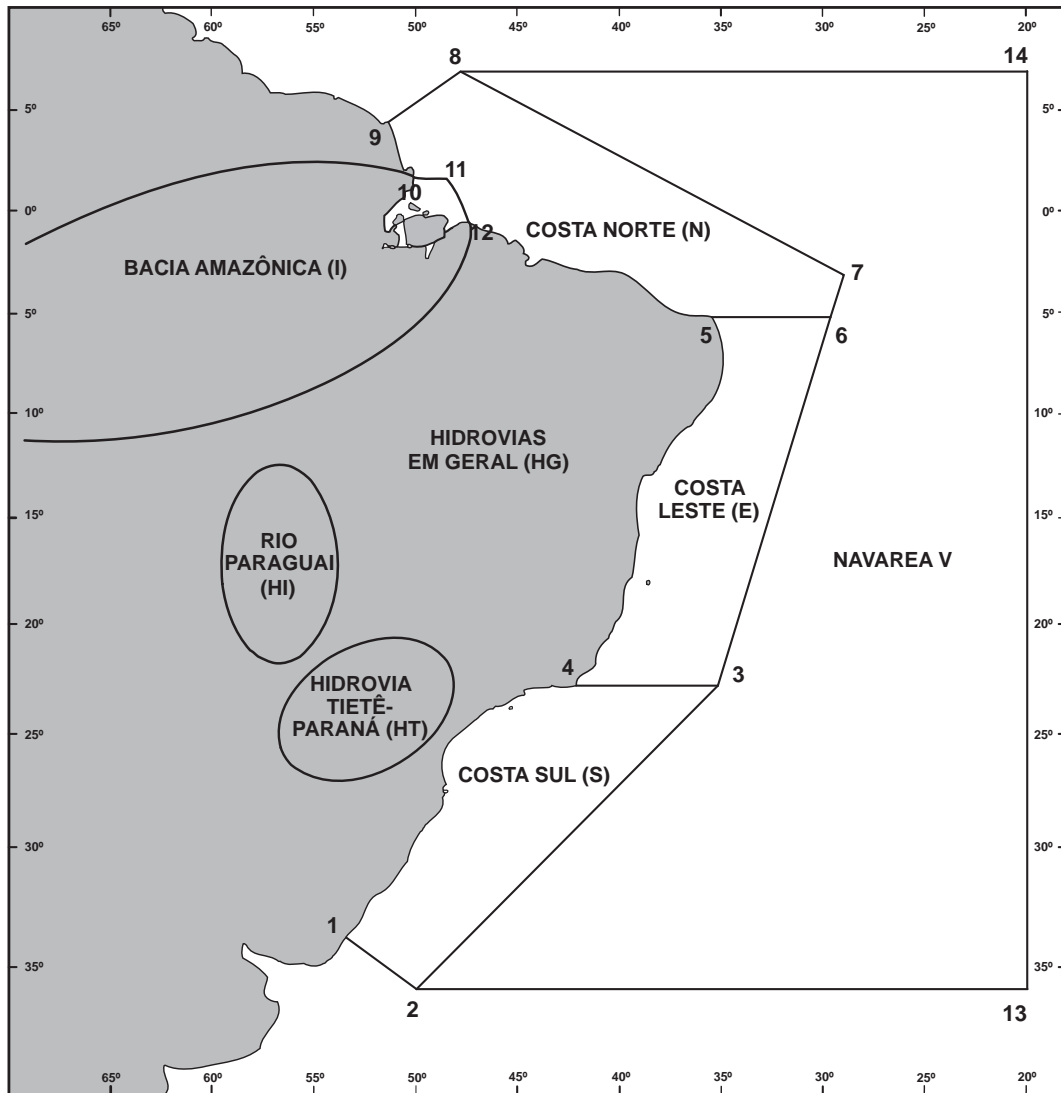 65º 60º 55º 50º 45º 40º 35º 30º 25º 20º
8 14
5º 5º
9
11
10
0º 0º
12
COSTA NORTE (N)
BACIA AMAZÔNICA (I)
7
5º 5º
5 6
10º 10º
HIDROVIAS
EM GERAL (HG)
COSTA
LESTE (E)
15º 15º
RIO
PARAGUAI
(HI)
NAVAREA V
20º 20º
4 3
HIDROVIA
TIETÊ-
PARANÁ (HT)
25º 25º
COSTA SUL (S)
30º 30º
1
35º 35º
2 13
65º 60º 55º 50º 45º 40º 35º 30º 25º 20º